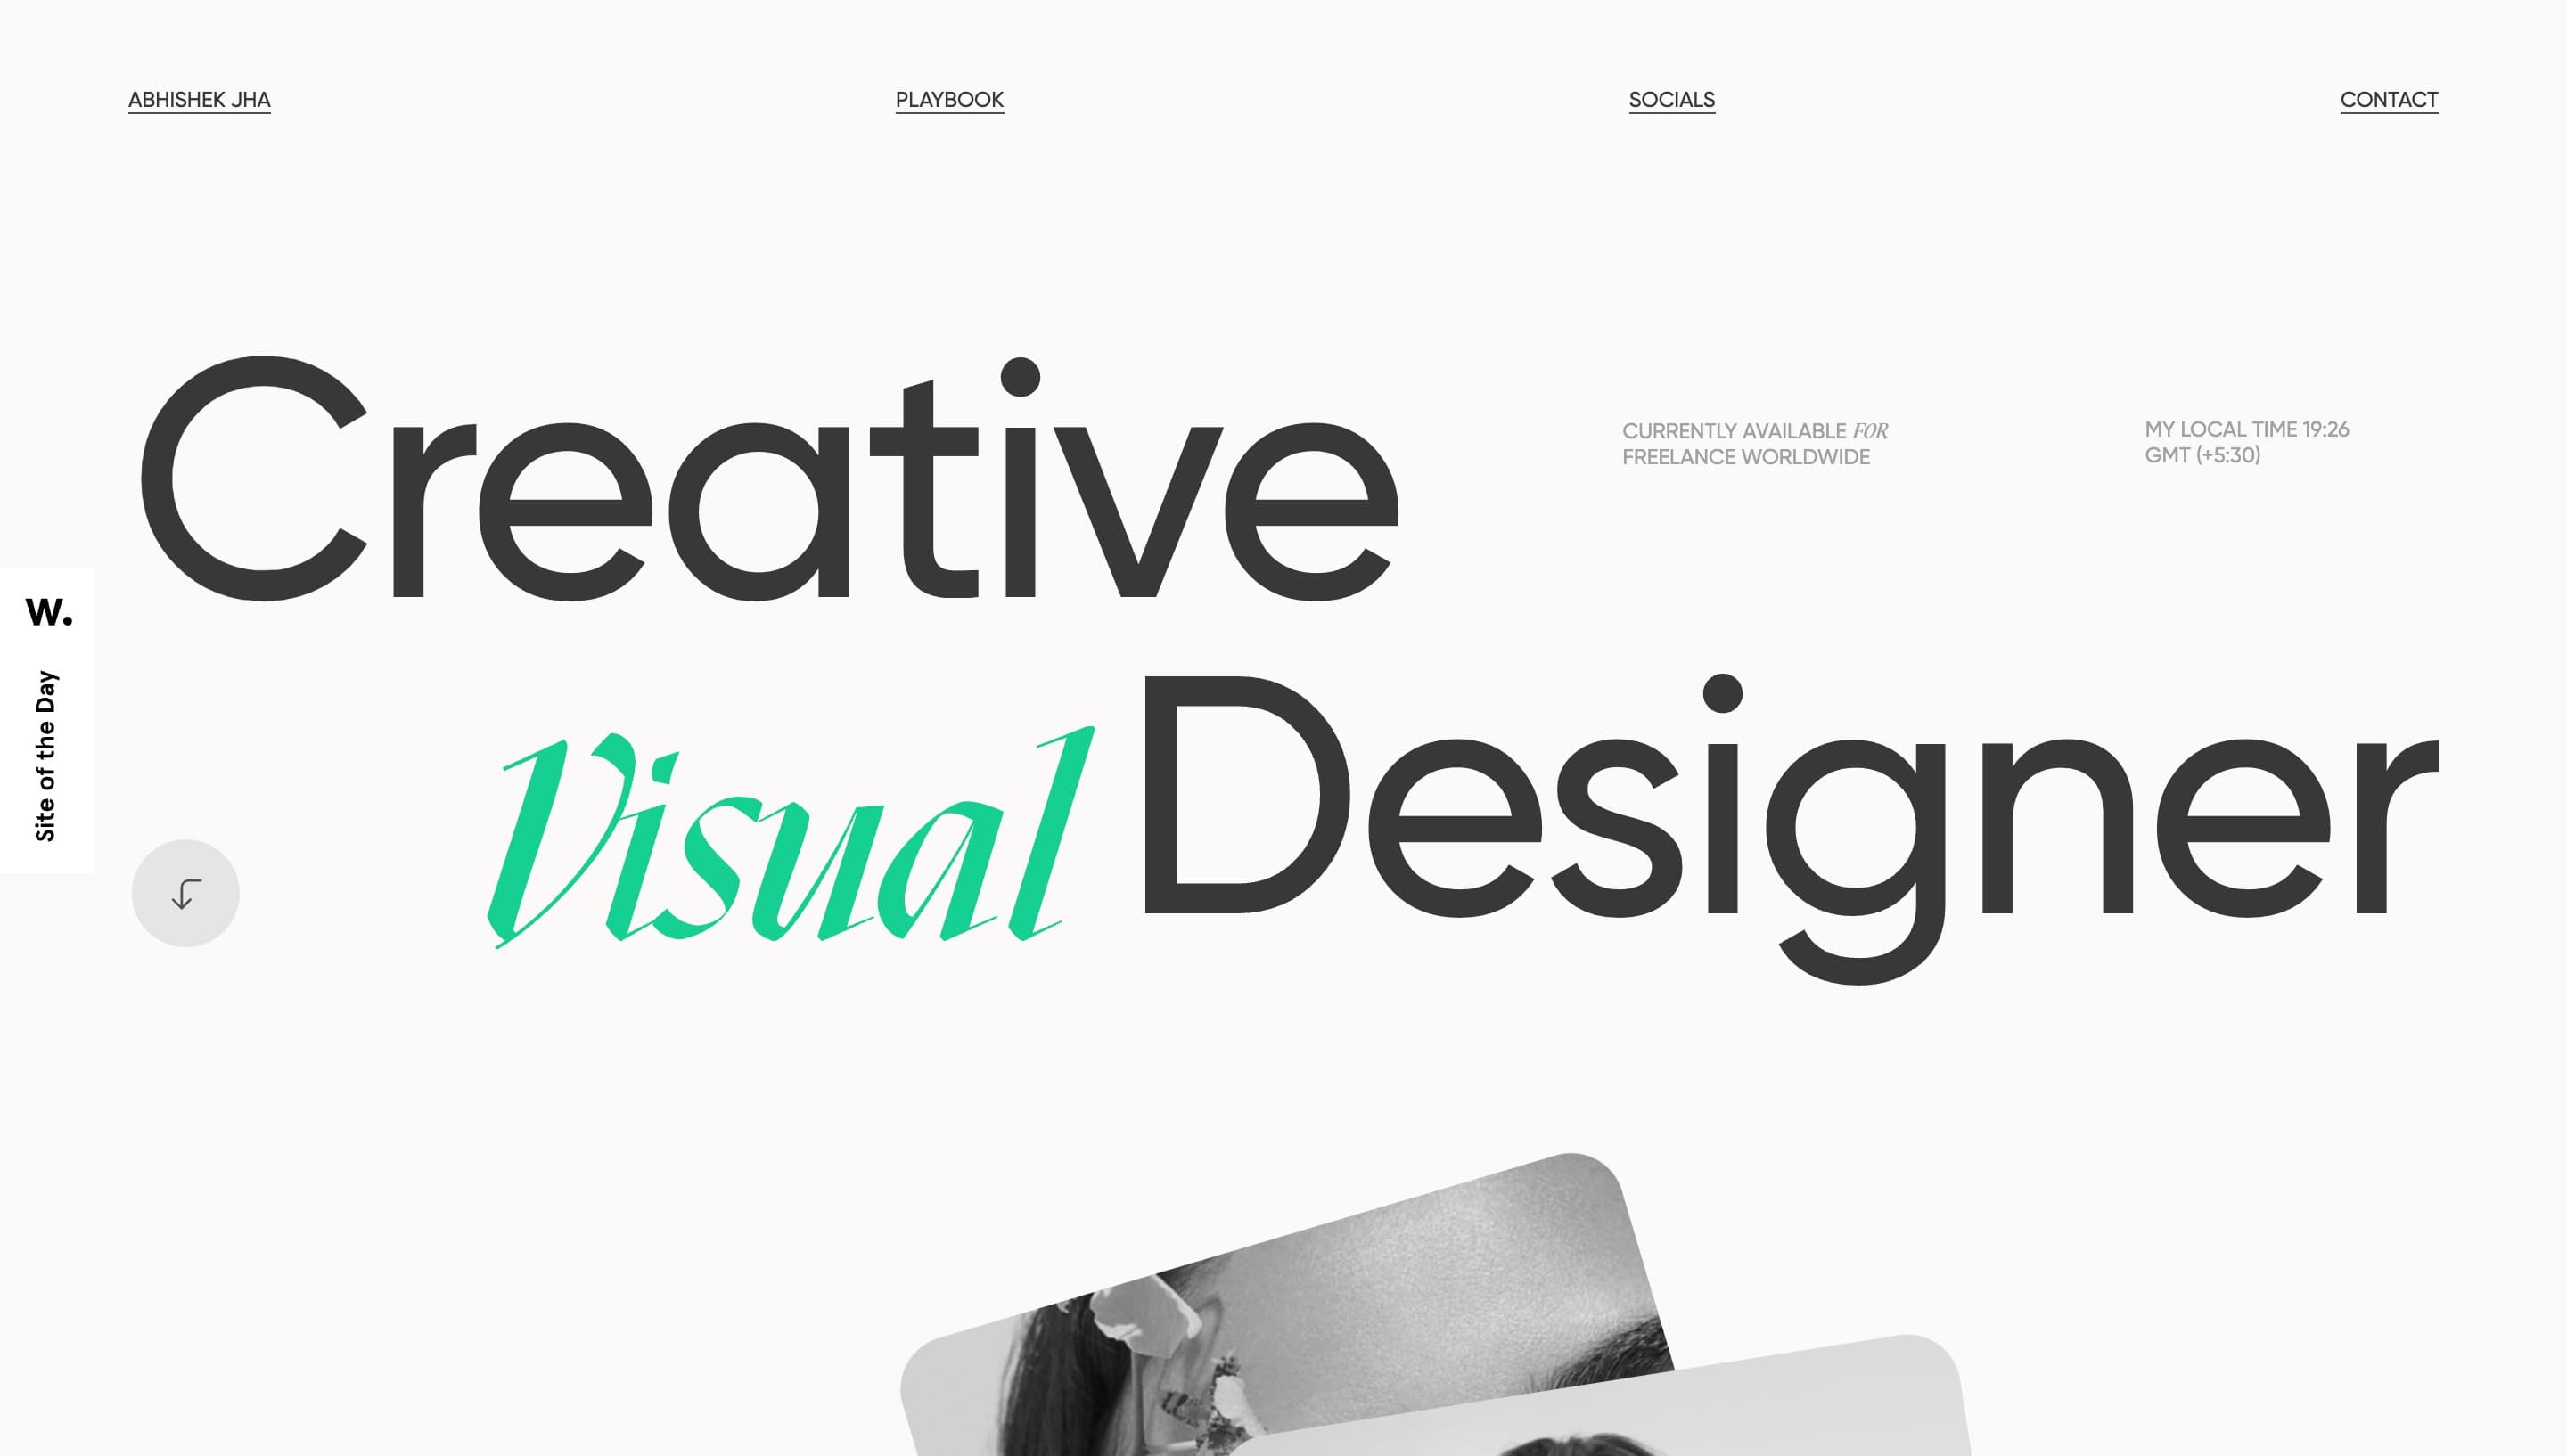 ABHISHEK JHA
PLAYBOOK
SOCIALS
CONTACT
Creative
CURRENTLY AVAILABLE FOR
FREELANCE WORLDWIDE
MY LOCAL TIME 19:26
GMT (+5:30)
W.
Site of the Day
Visual Designer